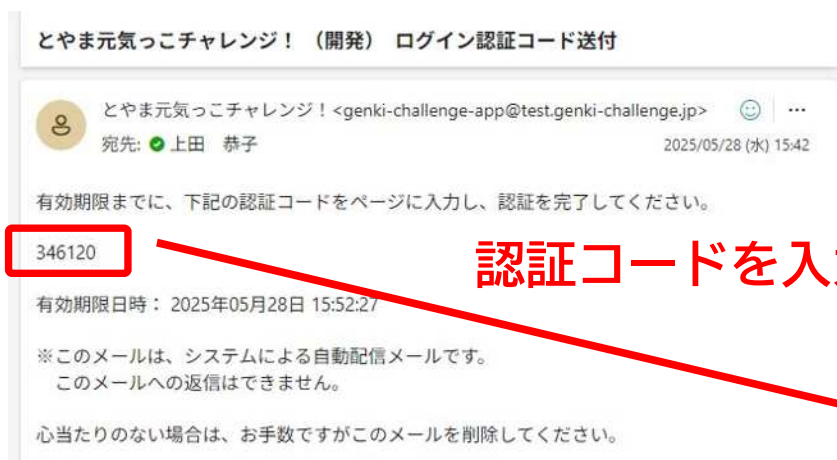 とやま元気っこチャレンジ！ （開発） ログイン認証コード送付
とやま元気っこチャレンジ！<genki-challenge-app@test.genki-challenge.jp>
宛先: 上田 恭子
2025/05/28 (水) 15:42
有効期限までに、下記の認証コードをページに入力し、認証を完了してください。
346120
認証コードを入
有効期限日時： 2025年05月28日 15:52:27
※このメールは、システムによる自動配信メールです。
このメールへの返信はできません。
心当たりのない場合は、お手数ですがこのメールを削除してください。